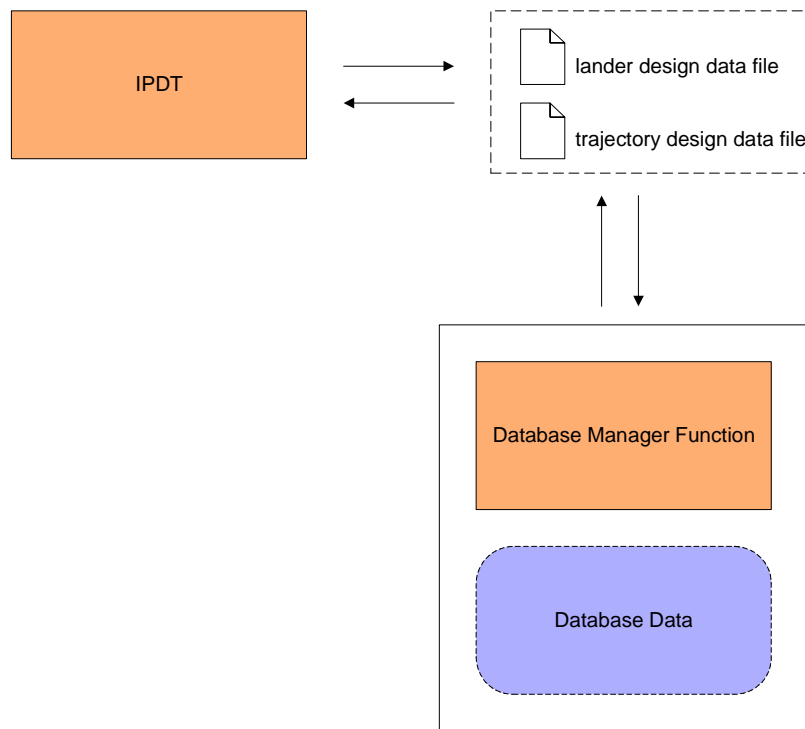 IPDT
lander design data file
trajectory design data file
Database Manager Function
Database Data